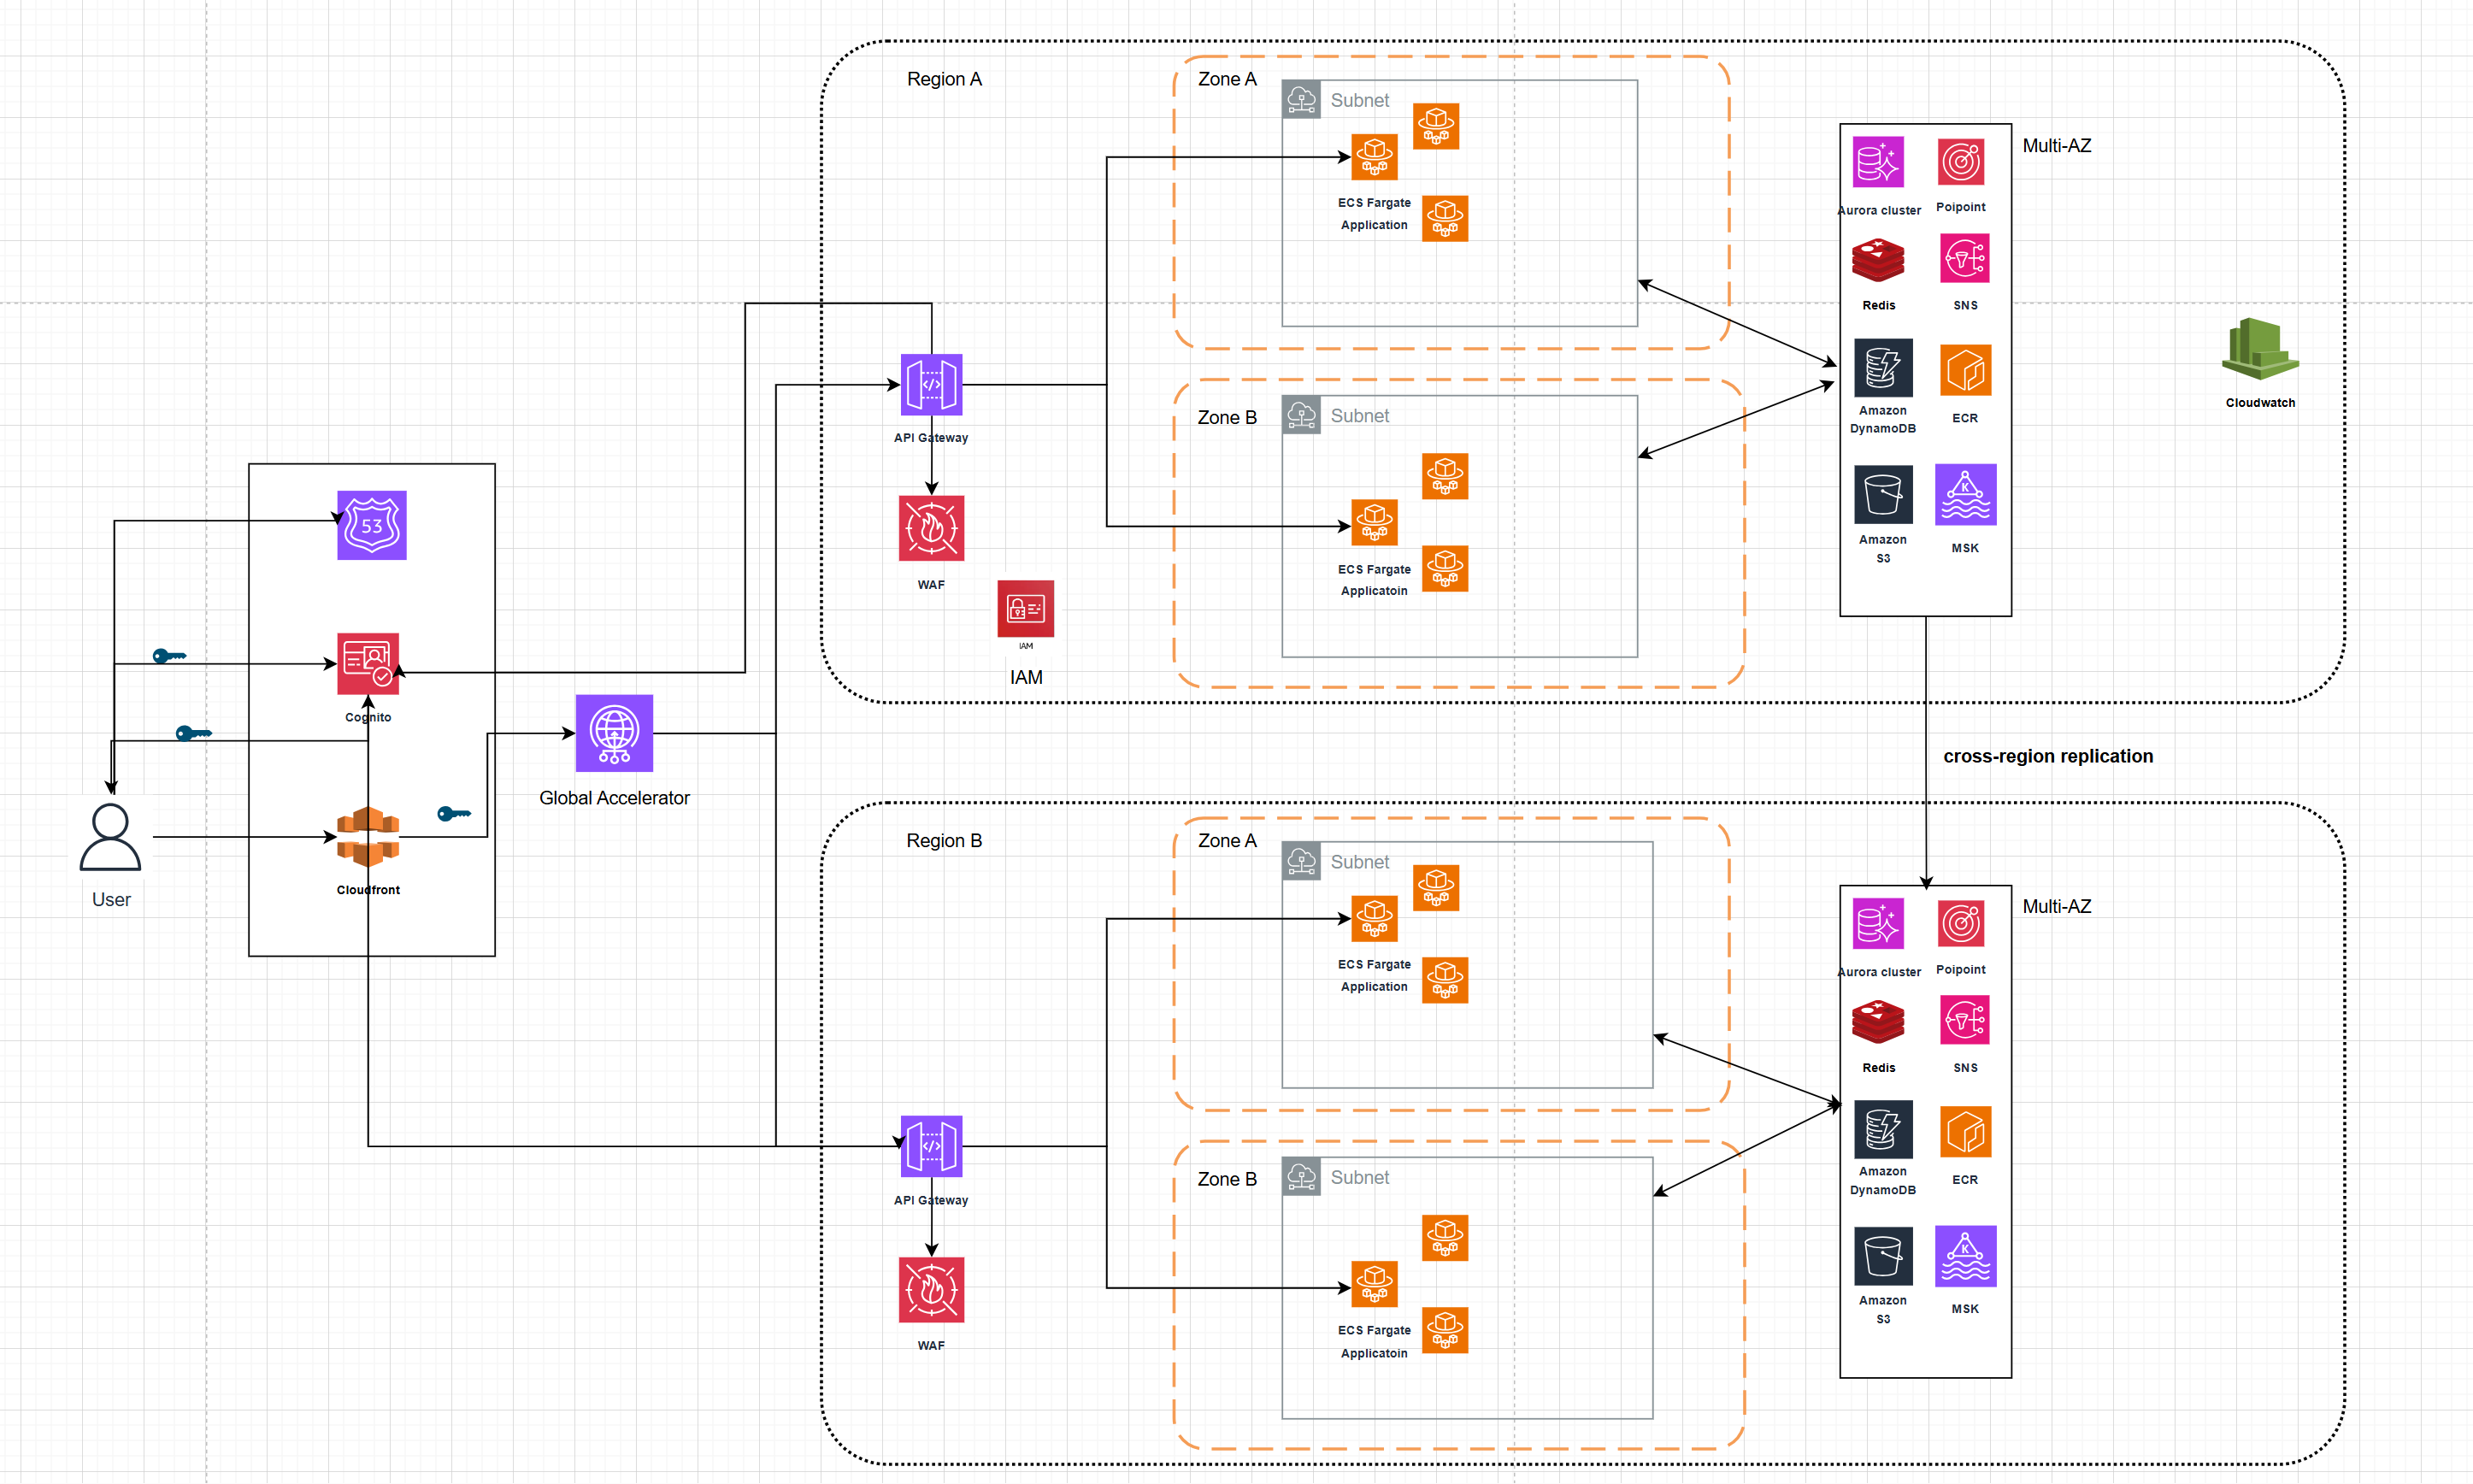 Region A
Zone A
Subnet
ECS Fargate
Application
Multi-AZ
Aurora cluster
Poipoint
Redis
SNS
Amazon
DynamoDB
ECR
Amazon
S3
MSK
Cloudwatch
API Gateway
WAF
IAM
IAM
Zone B
Subnet
ECS Fargate
Applicatoin
53
Cognito
Cloudfront
User
Global Accelerator
cross-region replication
Region B
Zone A
Subnet
ECS Fargate
Application
Multi-AZ
Aurora cluster
Poipoint
Redis
SNS
Amazon
DynamoDB
ECR
Amazon
S3
MSK
API Gateway
WAF
Zone B
Subnet
ECS Fargate
Applicatoin